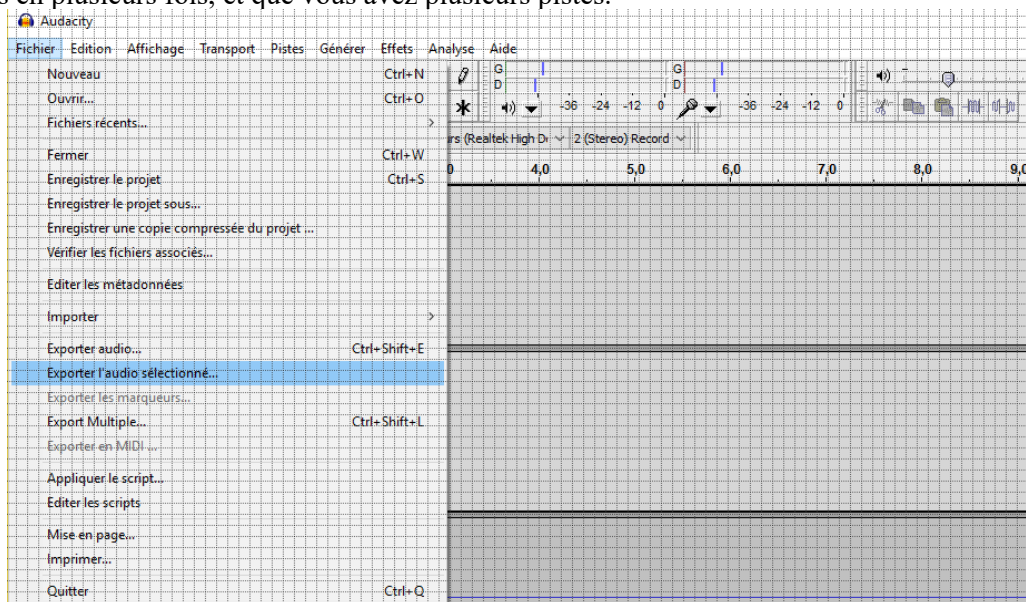 s en plusieurs fois, et que vous avez plusieurs pistes.
Audacity
Fichier Edition Affichage Transport Pistes Générer Effets Analyse Aide
Nouveau Ctrl+N
Ouvrir... Ctrl+O
Fichiers récents... >
Fermer Ctrl+W
Enregistrer le projet Ctrl+S
Enregistrer le projet sous...
Enregistrer une copie compressée du projet ...
Vérifier les fichiers associés...
Editer les métadonnées
Importer >
Exporter audio... Ctrl+Shift+E
Exporter l'audio sélectionné...
Exporter les marqueurs...
Export Multiple... Ctrl+Shift+L
Exporter en MIDI ...
Appliquer le script...
Editer les scripts
Mise en page...
Imprimer...
Quitter Ctrl+Q
G G
D D
-36 -24 -12 0 -36 -24 -12 0
urs (Realtek High De 2 (Stereo) Record
0 4,0 5,0 6,0 7,0 8,0 9,0